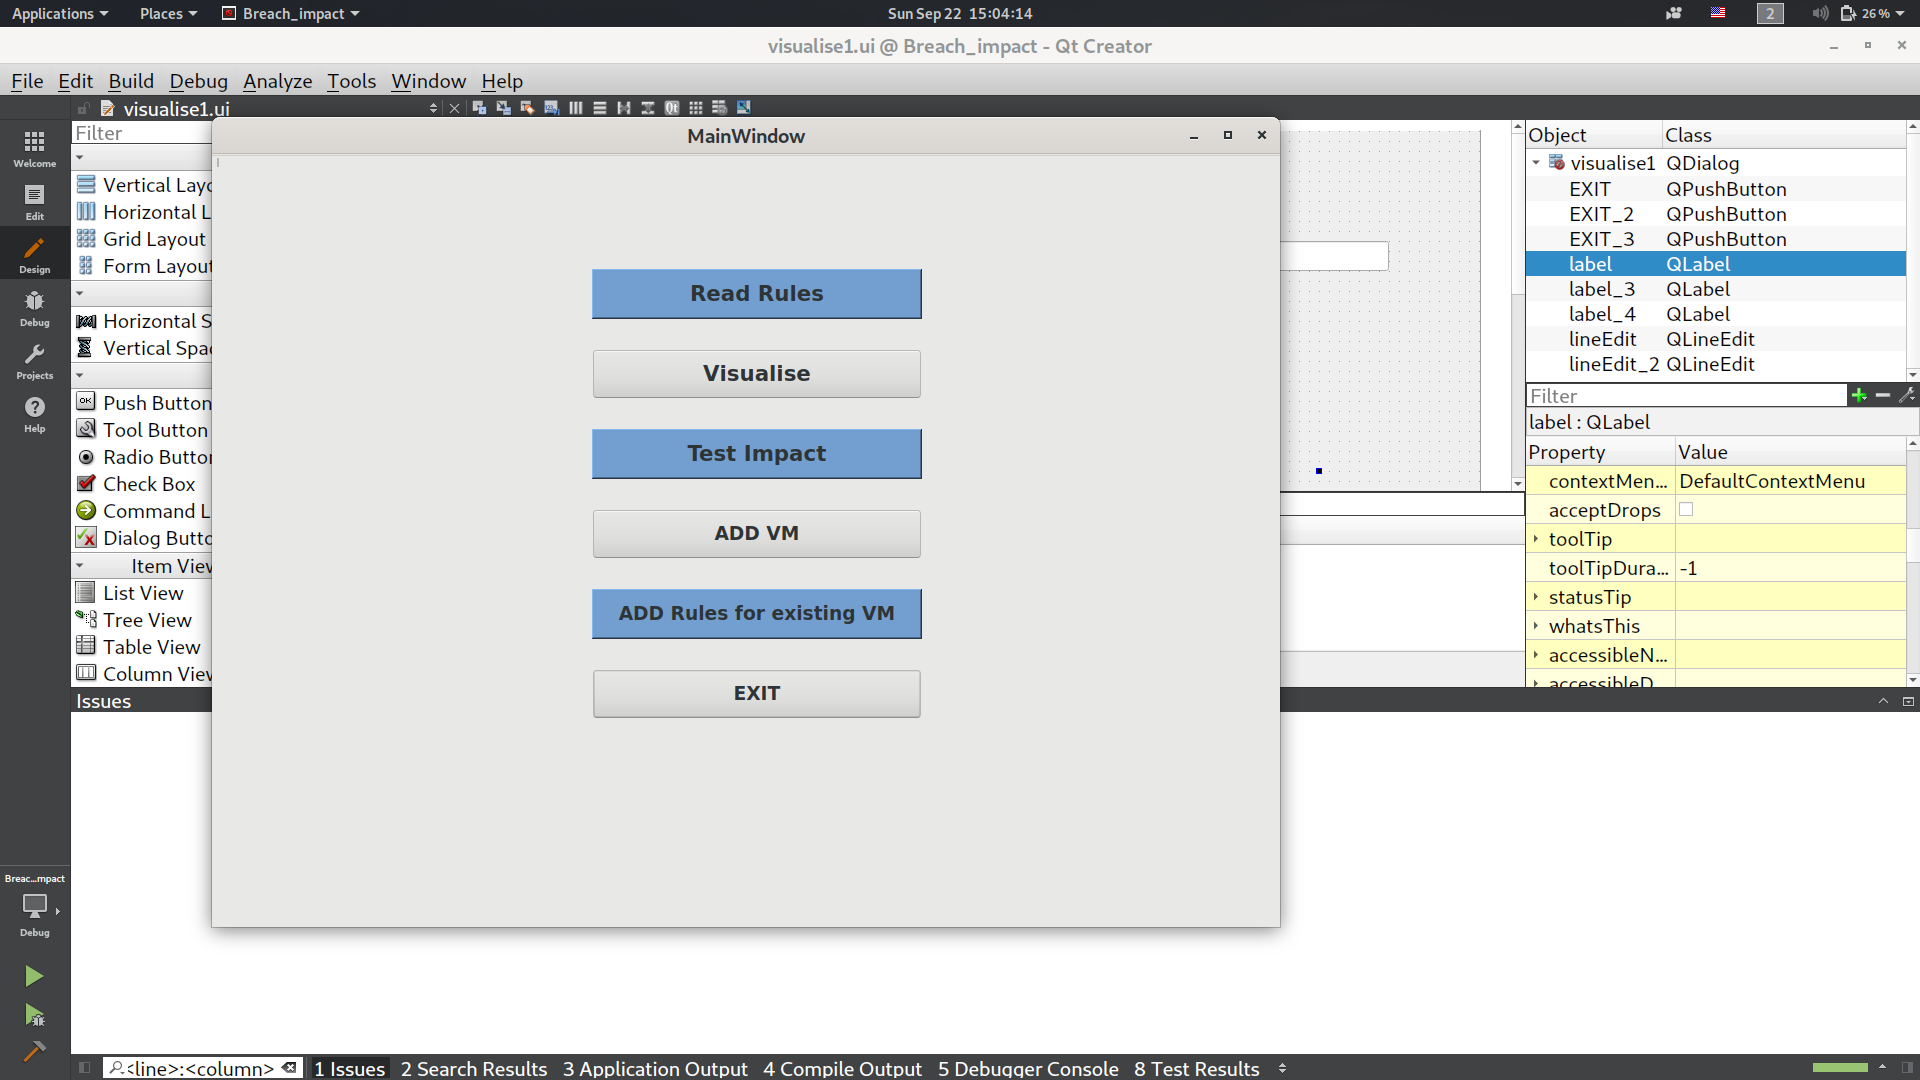 Applications Places Breach_impact Sun Sep 22 15:04:14 2 26 %
visualise1.ui @ Breach_impact - Qt Creator
File Edit Build Debug Analyze Tools Window Help
visualise1.ui
Filter
MainWindow
Welcome
Edit
Design
Debug
Projects
Help
Vertical Layo
Horizontal L
Grid Layout
Form Layout
Horizontal S
Vertical Spac
Push Button
Tool Button
Radio Button
Check Box
Command L
Dialog Butto
Item View
List View
Tree View
Table View
Column View
Read Rules
Visualise
Test Impact
ADD VM
ADD Rules for existing VM
EXIT
Object Class
visualise1 QDialog
EXIT QPushButton
EXIT_2 QPushButton
EXIT_3 QPushButton
label QLabel
label_3 QLabel
label_4 QLabel
lineEdit QLineEdit
lineEdit_2 QLineEdit
Filter
label : QLabel
Property Value
contextMen... DefaultContextMenu
acceptDrops
toolTip
toolTipDura... -1
statusTip
whatsThis
accessibleN...
accessibleD
Issues
Breac...mpact
Debug
<line>:<column> 1 Issues 2 Search Results 3 Application Output 4 Compile Output 5 Debugger Console 8 Test Results